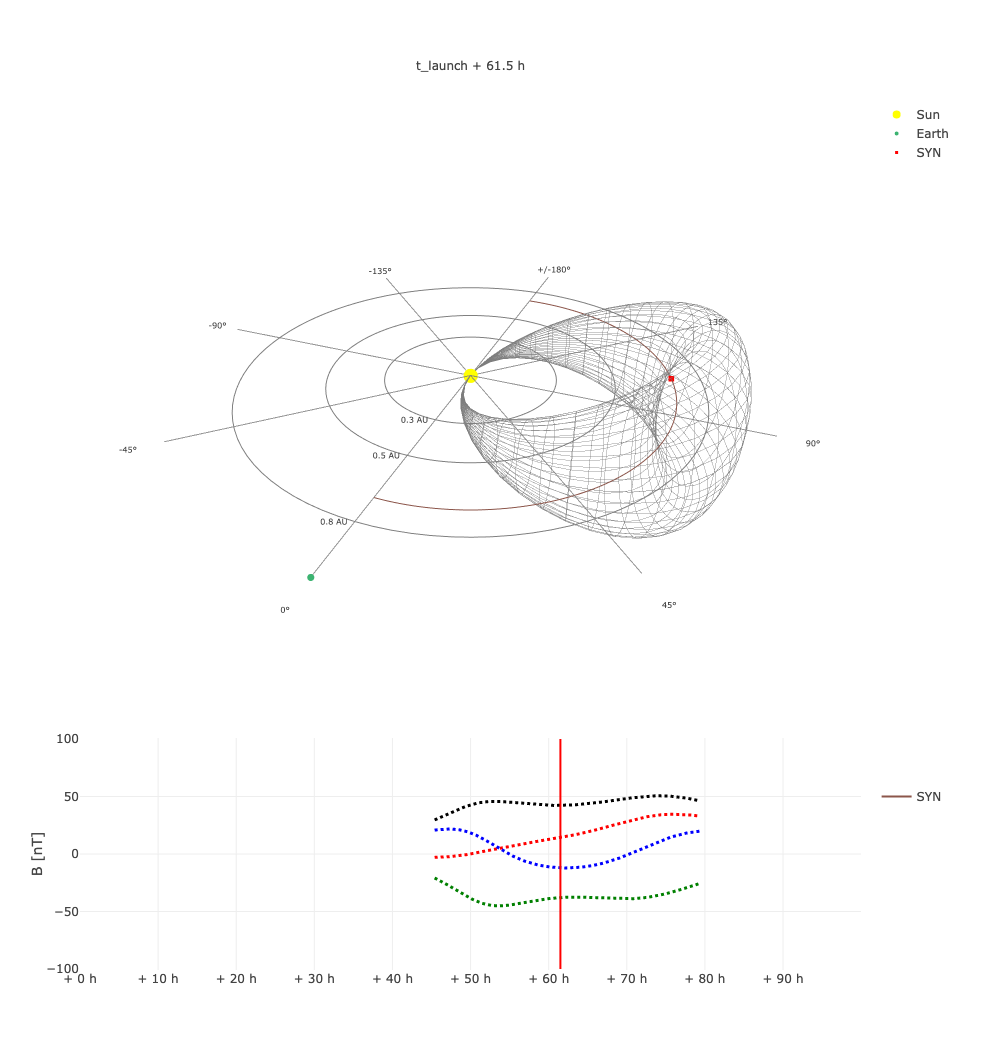 t_launch + 61.5 h
Sun
Earth
SYN
-135°
+/-180°
-90°
135°
0.3 AU
90°
-45°
0.5 AU
0.8 AU
0°
45°
100
50
SYN
0
B [nT]
−50
−100
+ 0 h
+ 10 h
+ 20 h
+ 30 h
+ 40 h
+ 50 h
+ 60 h
+ 70 h
+ 80 h
+ 90 h